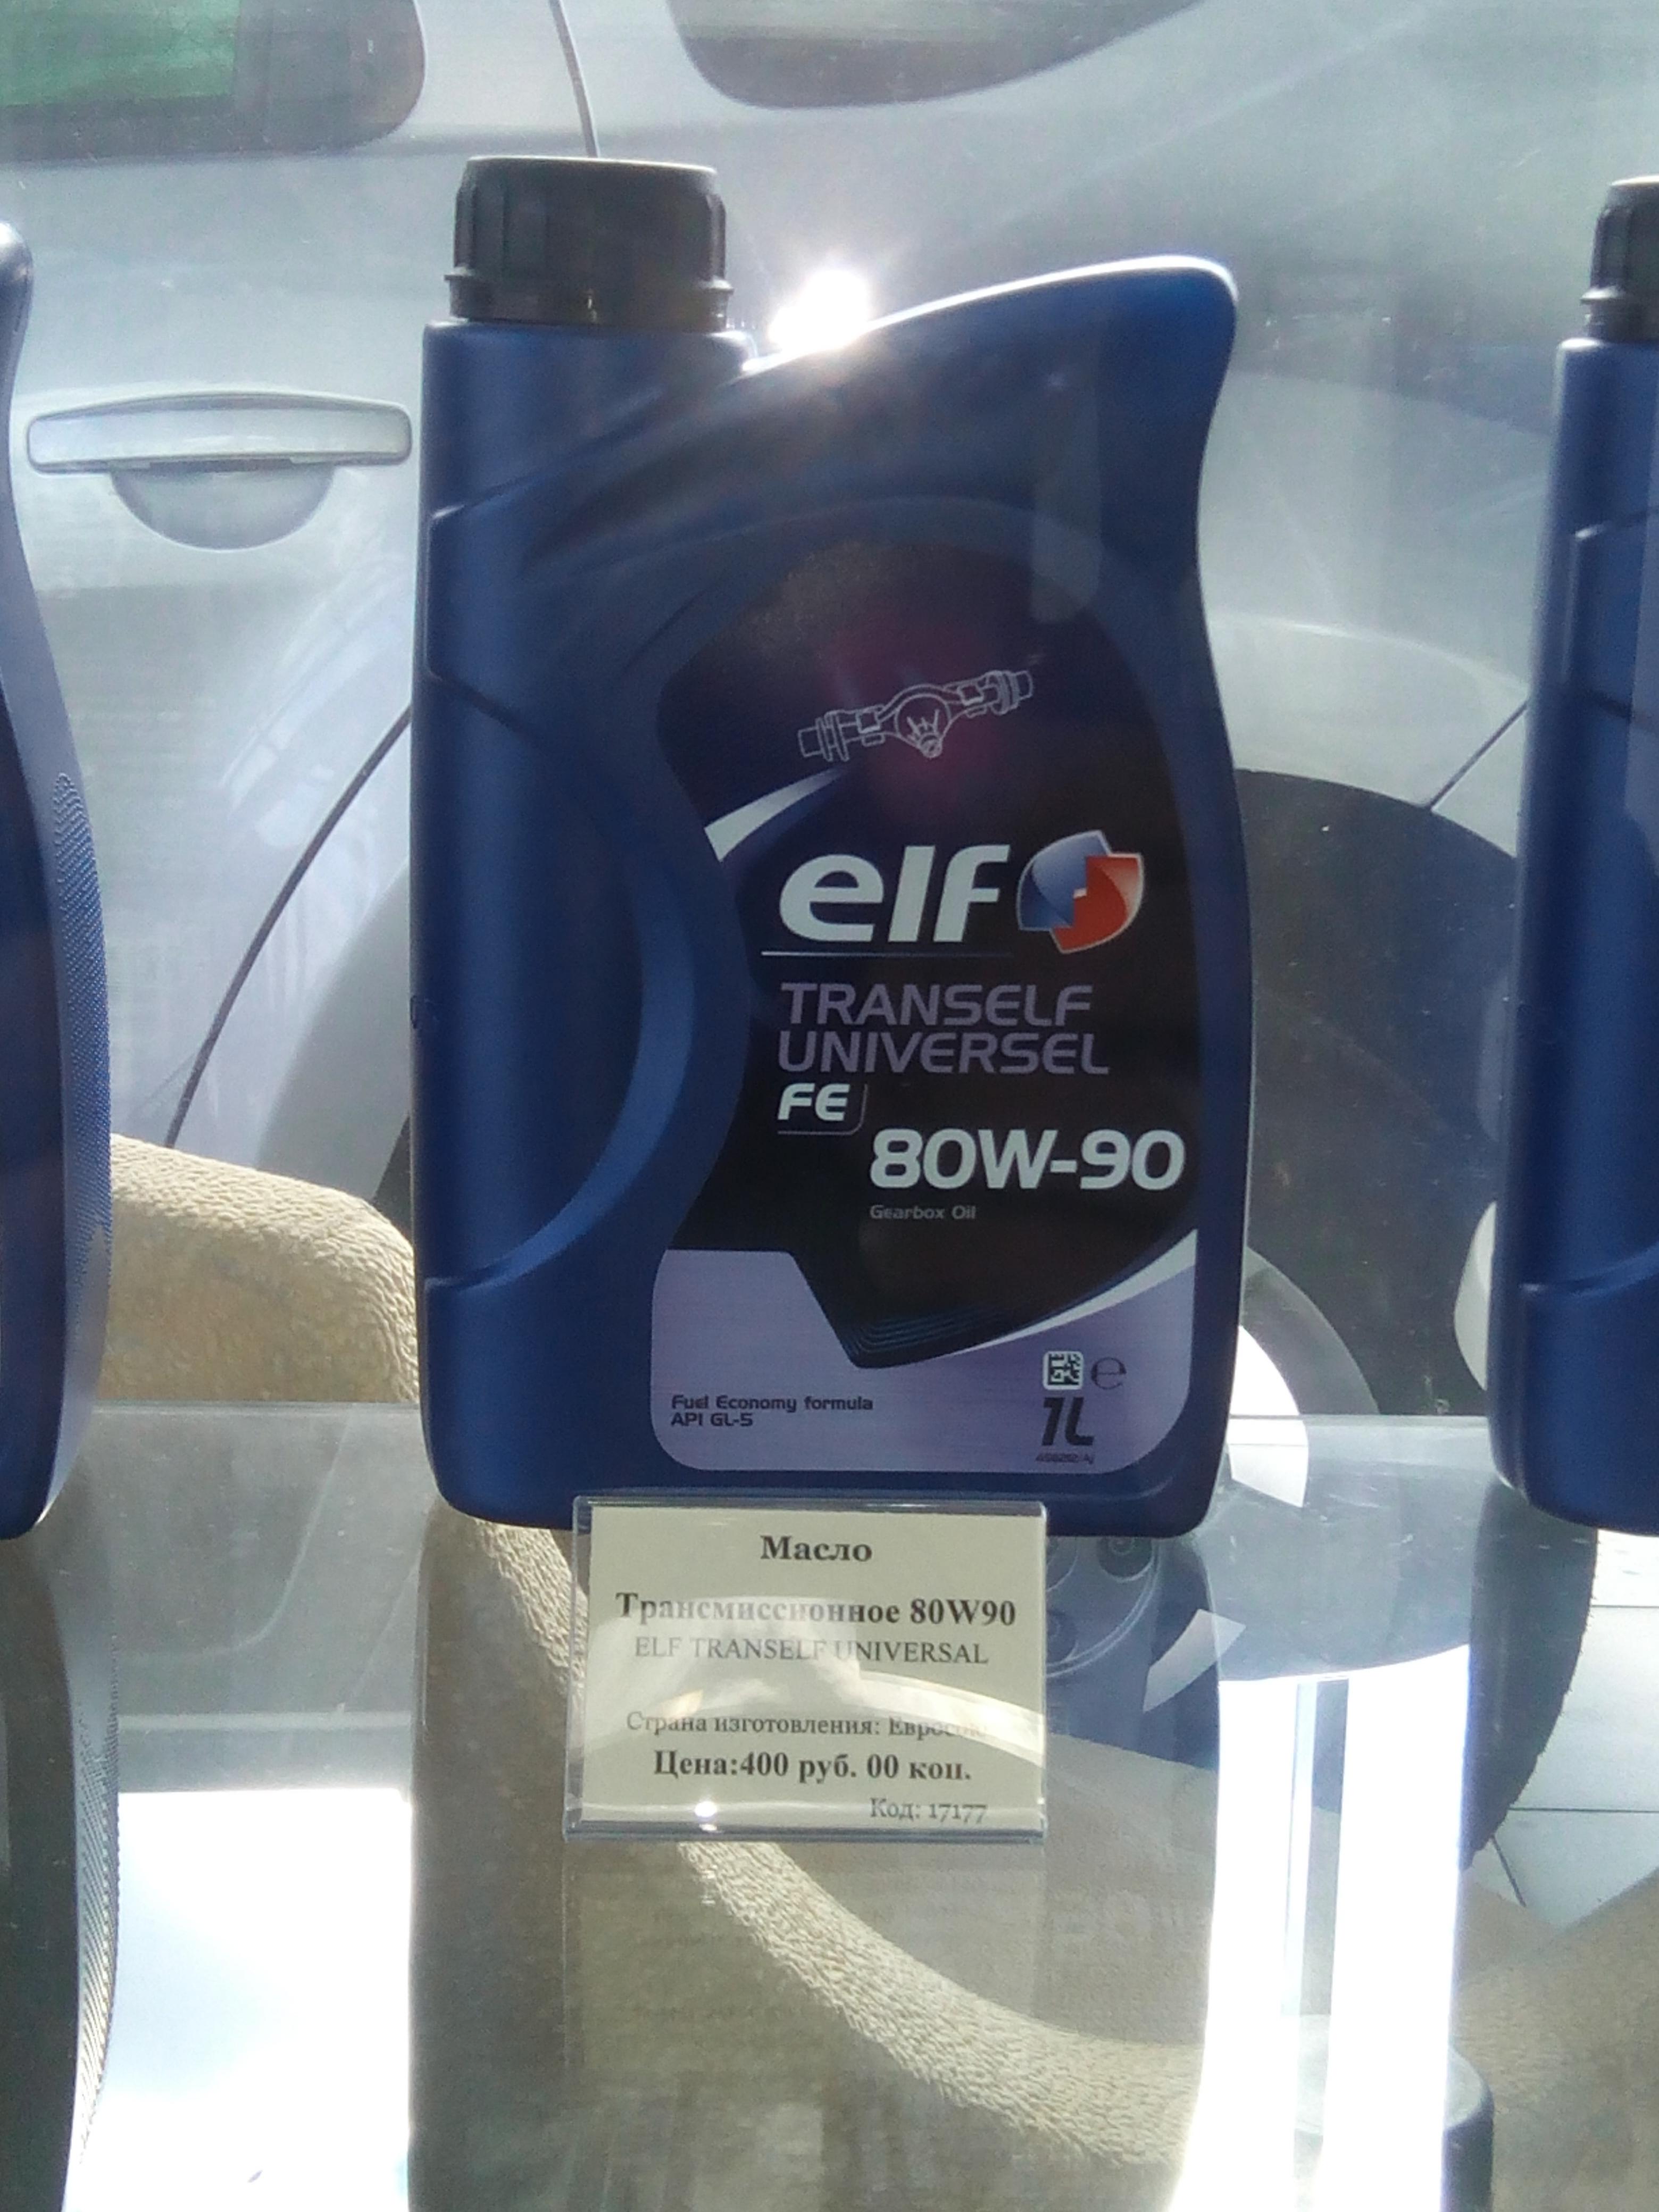 elf
TRANSELF
UNIVERSEL
FE
80W-90
Gearbox Oil
Fuel Economy formula
API GL-5
e
1L
Масло
Трансмиссионное 80W90
ELF TRANSELF UNIVERSAL
Страна изготовления:
Цена:400 руб. 00 коп.
Код: 17177